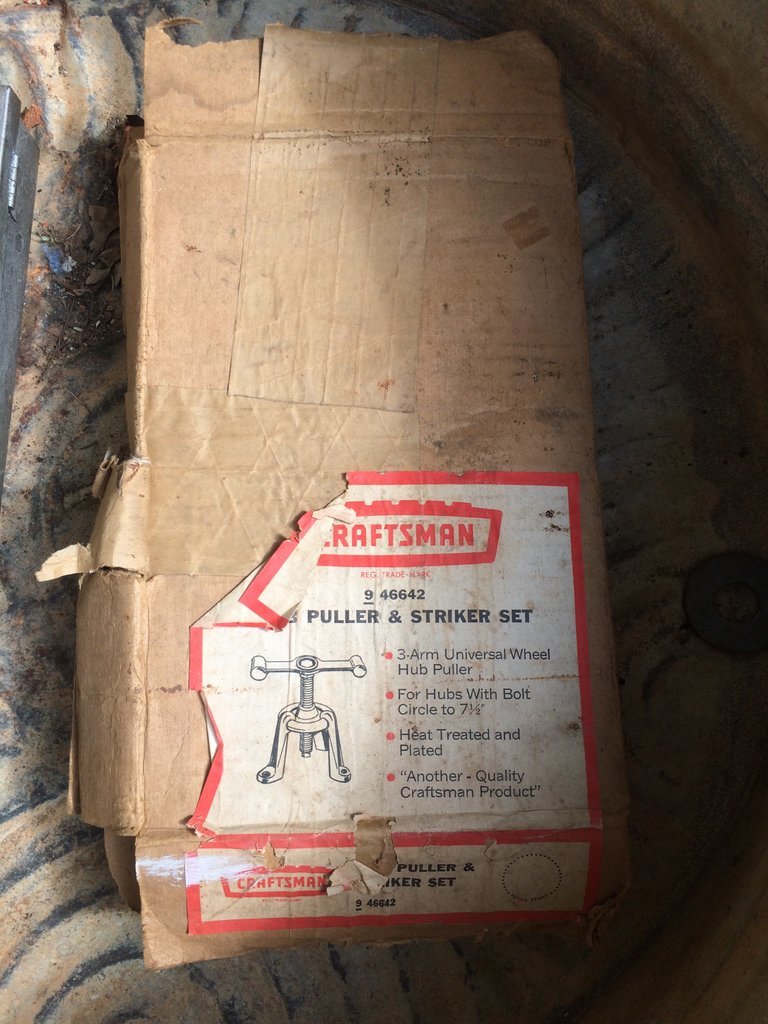 CRAFTSMAN
REG. TRADE-MARK
9 46642
PULLER & STRIKER SET
3-Arm Universal Wheel
Hub Puller
For Hubs With Bolt
Circle to 7½"
Heat Treated and
Plated
"Another - Quality
Craftsman Product"
PULLER &
CRAFTSMAN
IKER SET
9 46642